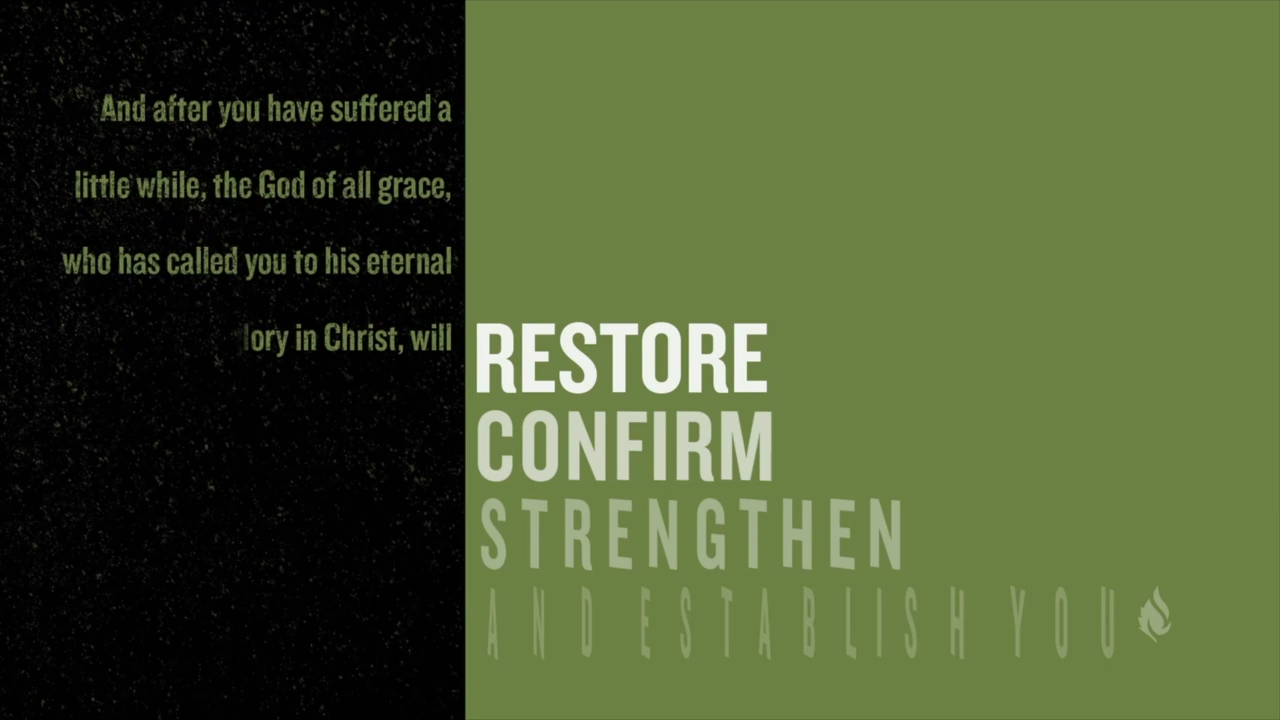 And after you have suffered a
little while, the God of all grace,
who has called you to his eternal
lory in Christ, will
RESTORE
CONFIRM
STRENGTHEN
AND ESTABLISH YOU